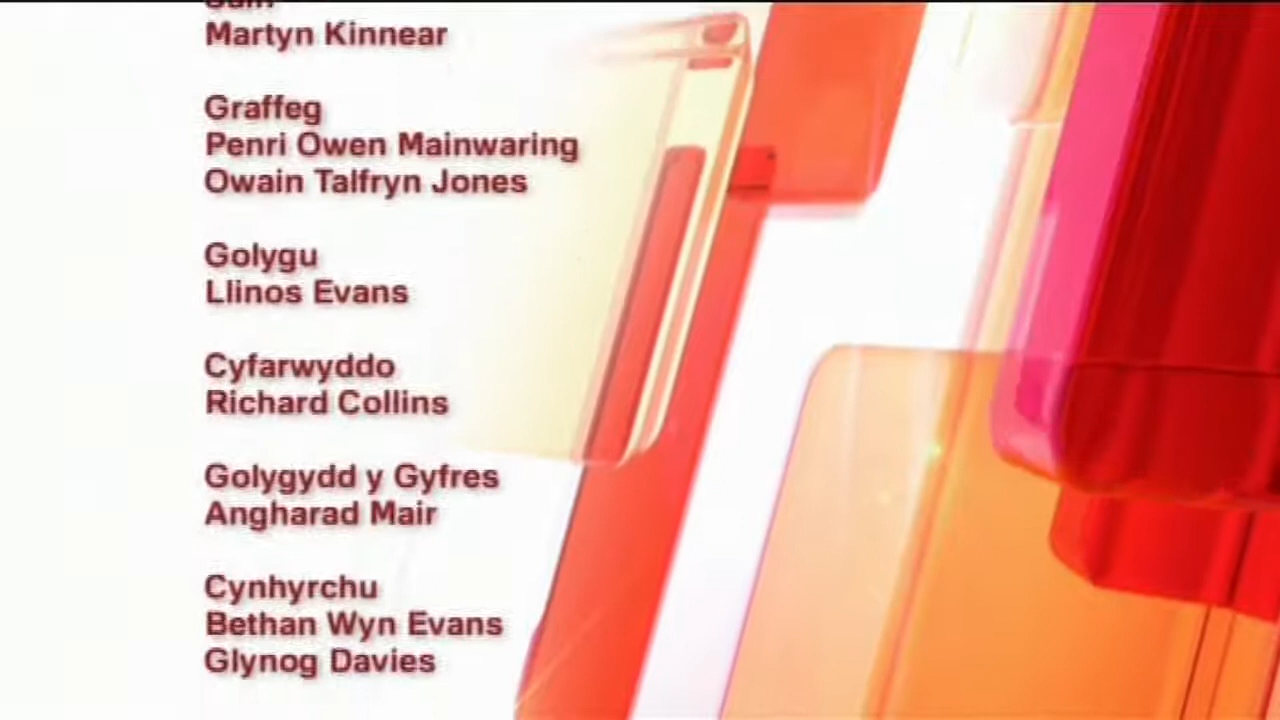 Martyn Kinnear
Graffeg
Penri Owen Mainwaring
Owain Talfryn Jones
Golygu
Llinos Evans
Cyfarwyddo
Richard Collins
Golygydd y Gyfres
Angharad Mair
Cynhyrchu
Bethan Wyn Evans
Glynog Davies